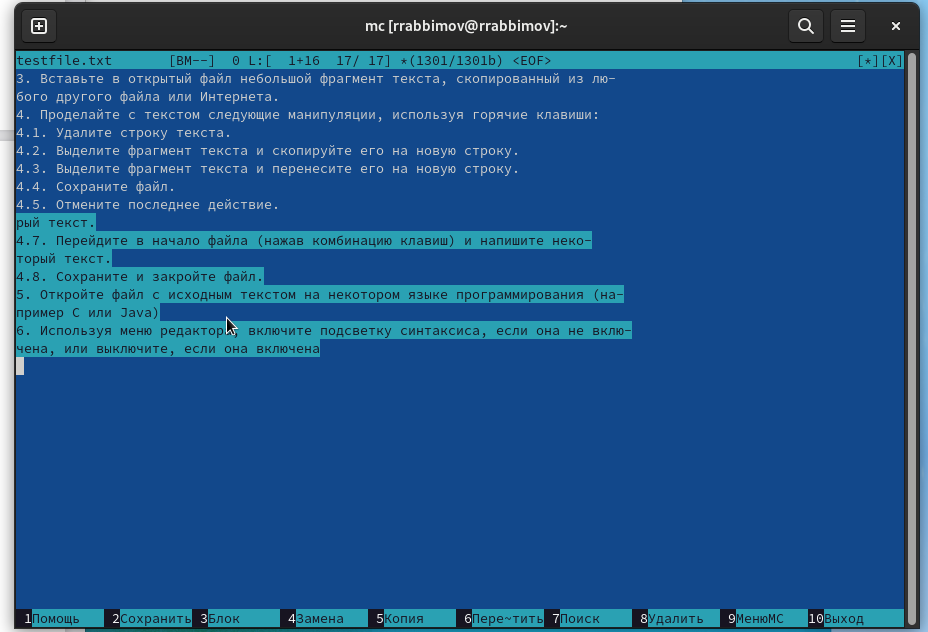 mc [rrabbimov@rrabbimov]:~
testfile.txt [BM--] 0 L:[ 1+16 17/ 17] *(1301/1301b) <EOF> [*][X]
3. Вставьте в открытый файл небольшой фрагмент текста, скопированный из лю-
бого другого файла или Интернета.
4. Проделайте с текстом следующие манипуляции, используя горячие клавиши:
4.1. Удалите строку текста.
4.2. Выделите фрагмент текста и скопируйте его на новую строку.
4.3. Выделите фрагмент текста и перенесите его на новую строку.
4.4. Сохраните файл.
4.5. Отмените последнее действие.
рый текст.
4.7. Перейдите в начало файла (нажав комбинацию клавиш) и напишите неко-
торый текст.
4.8. Сохраните и закройте файл.
5. Откройте файл с исходным текстом на некотором языке программирования (на-
пример C или Java)
6. Используя меню редактора, включите подсветку синтаксиса, если она не вклю-
чена, или выключите, если она включена
1Помощь 2Сохранить 3Блок 4Замена 5Копия 6Пере~тить 7Поиск 8Удалить 9МенюMC 10Выход